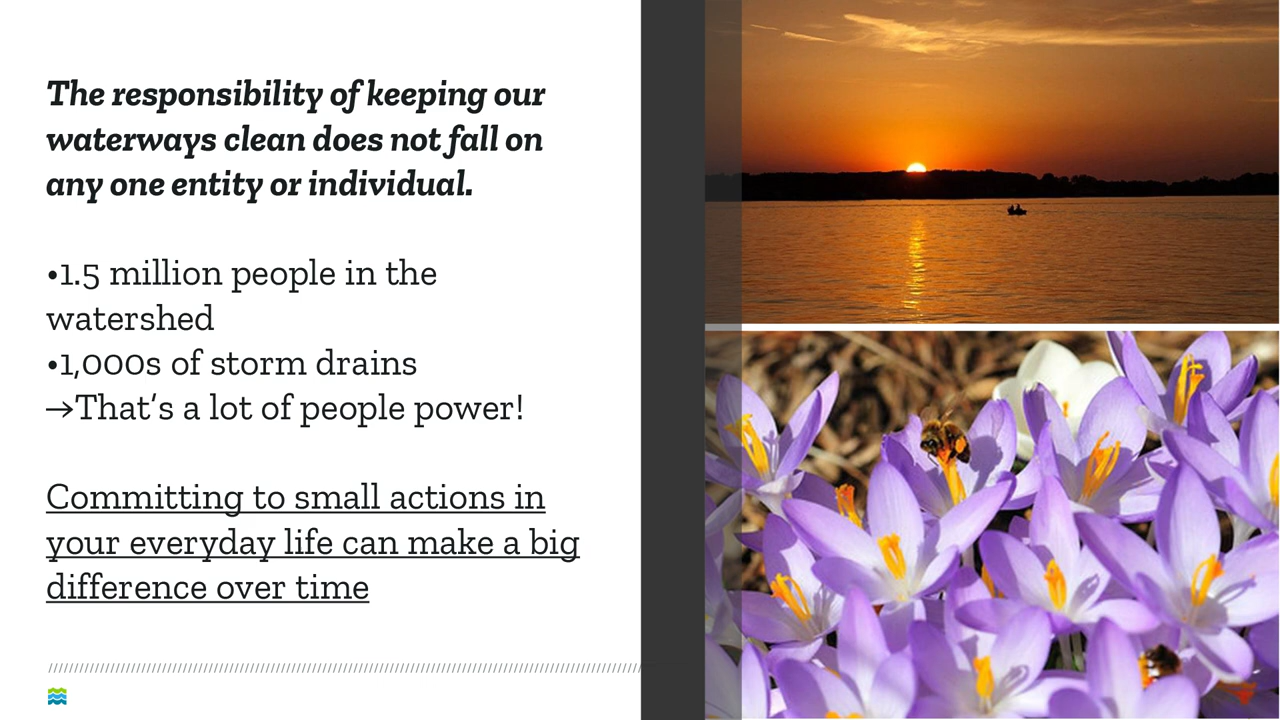 The responsibility of keeping our
waterways clean does not fall on
any one entity or individual.
•1.5 million people in the
watershed
•1,000s of storm drains
→That's a lot of people power!
Committing to small actions in
your everyday life can make a big
difference over time